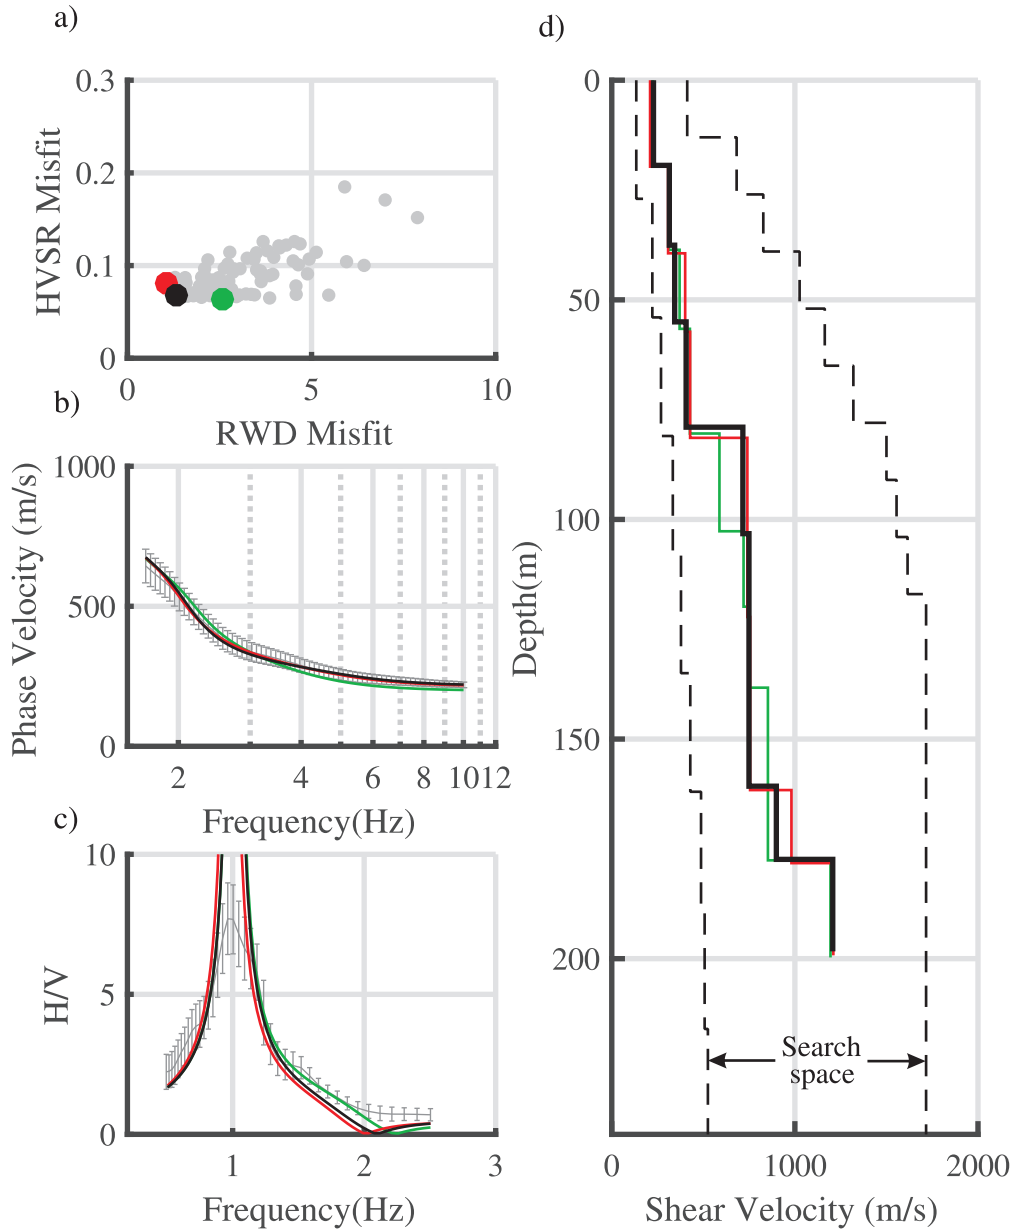 a)
0.3
0.2
0.1
0
HVSR Misfit
0 5 10
RWD Misfit
b)
1000
500
0
Phase Velocity (m/s)
2 4 6 8 10 12
Frequency(Hz)
c)
10
5
0
H/V
1 2 3
Frequency(Hz)
d)
0
50
100
150
200
Depth(m)
Search
space
0 1000 2000
Shear Velocity (m/s)